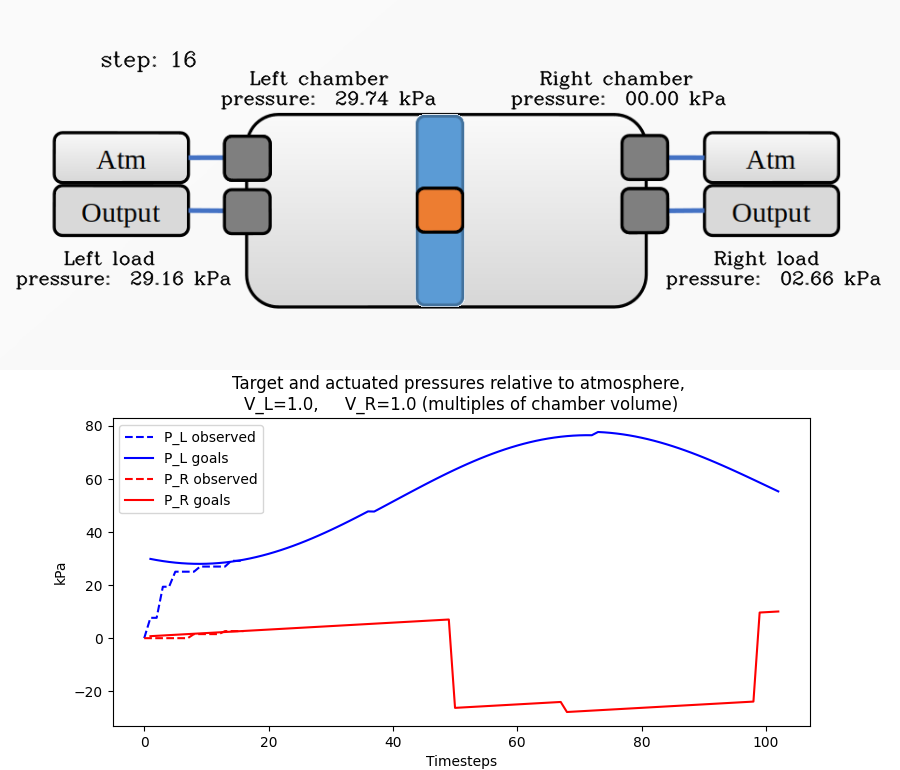 step: 16
Left chamber
pressure: 29.74 kPa
Right chamber
pressure: 00.00 kPa
Atm
Atm
Output
Output
Left load
pressure: 29.16 kPa
Right load
pressure: 02.66 kPa
Target and actuated pressures relative to atmosphere,
V_L=1.0, V_R=1.0 (multiples of chamber volume)
80
60
40
20
0
−20
kPa
P_L observed
P_L goals
P_R observed
P_R goals
0 20 40 60 80 100
Timesteps